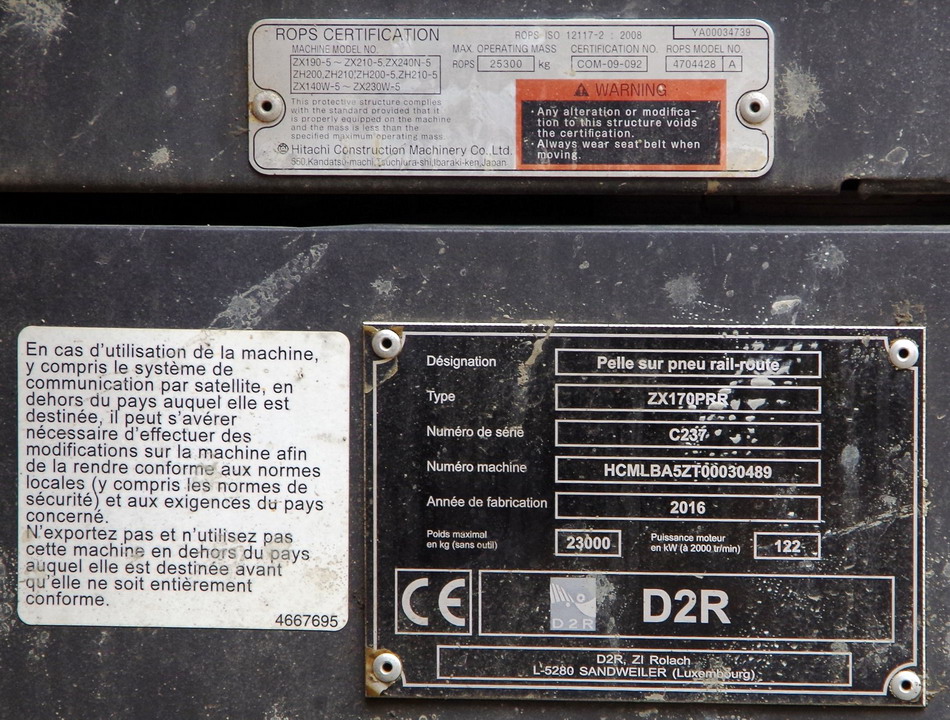 ROPS CERTIFICATION
ROPS ISO 12117-2 : 2008
YA00034739
MACHINE MODEL NO.
ZX190-5 ~ ZX210-5,ZX240N-5
ZH200,ZH210,ZH200-5,ZH210-5
ZX140W-5 ~ ZX230W-5
MAX. OPERATING MASS
ROPS 25300 kg
CERTIFICATION NO.
COM-09-092
ROPS MODEL NO.
4704428 A
This protective structure complies
with the standard provided that it
is properly equipped on the machine
and the mass is less than the
specified maximum operating mass.
Hitachi Construction Machinery Co.,Ltd.
550,Kandatsu-machi,Tsuchiura-shi,Ibaraki-ken,Japan
WARNING
·Any alteration or modifica-
tion to this structure voids
the certification.
·Always wear seat belt when
moving.
En cas d'utilisation de la machine,
y compris le système de
communication par satellite, en
dehors du pays auquel elle est
destinée, il peut s'avérer
nécessaire d'effectuer des
modifications sur la machine afin
de la rendre conforme aux normes
locales (y compris les normes de
sécurité) et aux exigences du pays
concerné.
N'exportez pas et n'utilisez pas
cette machine en dehors du pays
auquel elle est destinée avant
qu'elle ne soit entièrement
conforme.
4667695
Désignation Pelle sur pneu rail-route
Type ZX170PRR
Numéro de série C237
Numéro machine HCMLBA5ZT00030489
Année de fabrication 2016
Poids maximal
en kg (sans outil)
23000
Puissance moteur
en kW (à 2000 tr/min)
122
CE
D2R
D2R
D2R, ZI Rolach
L-5280 SANDWEILER (Luxembourg)